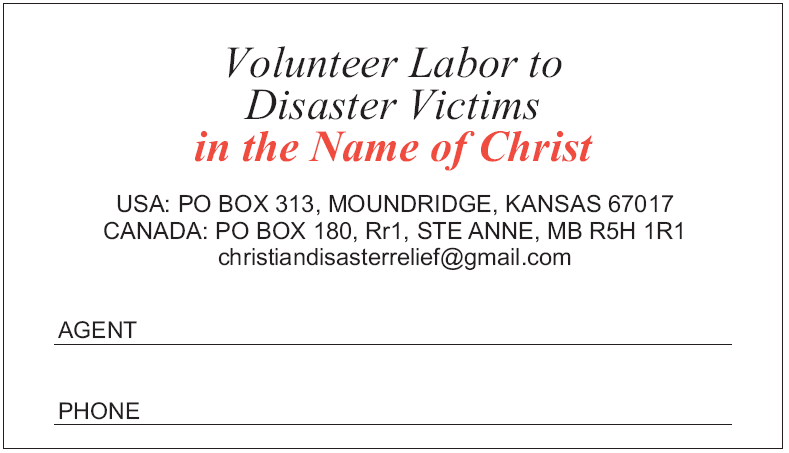 Volunteer Labor to
Disaster Victims
in the Name of Christ
USA: PO BOX 313, MOUNDRIDGE, KANSAS 67017
CANADA: PO BOX 180, Rr1, STE ANNE, MB R5H 1R1
christiandisasterrelief@gmail.com
AGENT
PHONE